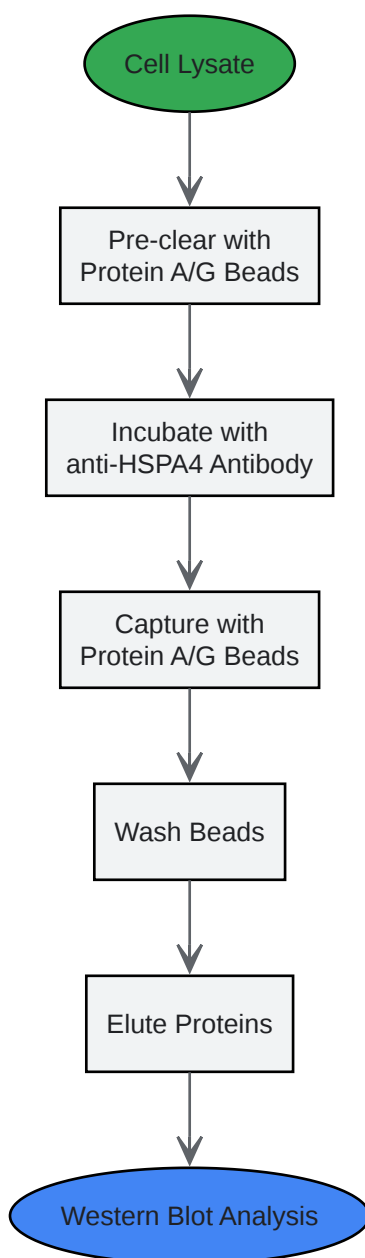 Cell Lysate
Pre-clear with
Protein A/G Beads
Incubate with
anti-HSPA4 Antibody
Capture with
Protein A/G Beads
Wash Beads
Elute Proteins
Western Blot Analysis